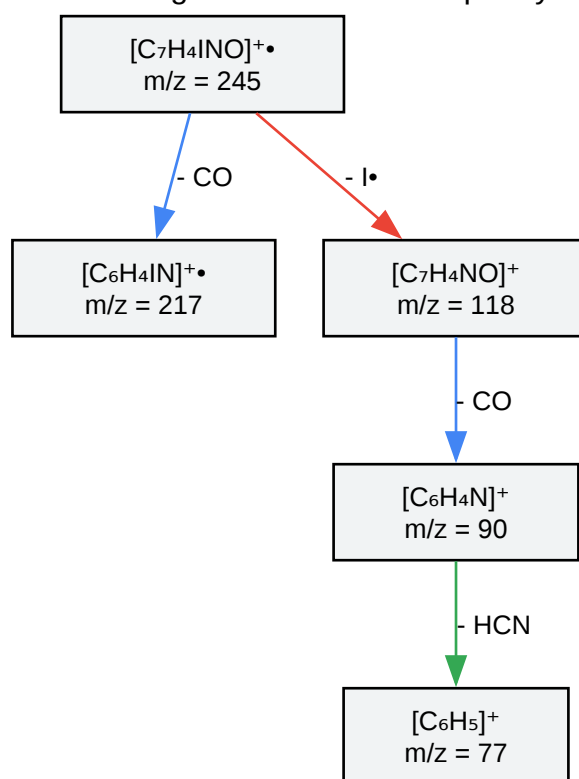 [C₇H₄INO]⁺•
m/z = 245
- CO
- I•
[C₆H₄IN]⁺•
m/z = 217
[C₇H₄NO]⁺
m/z = 118
- CO
[C₆H₄N]⁺
m/z = 90
- HCN
[C₆H₅]⁺
m/z = 77